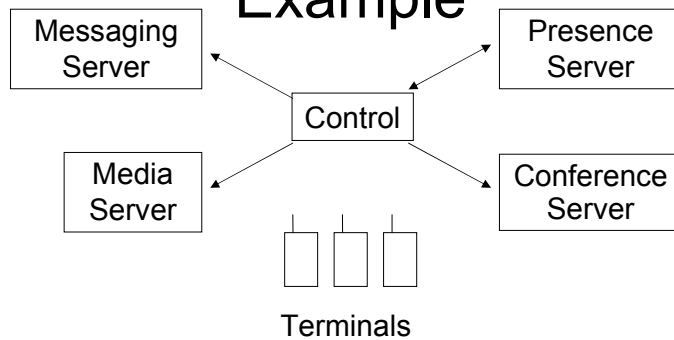 Example
Messaging
Server
Presence
Server
Control
Media
Server
Conference
Server
Terminals